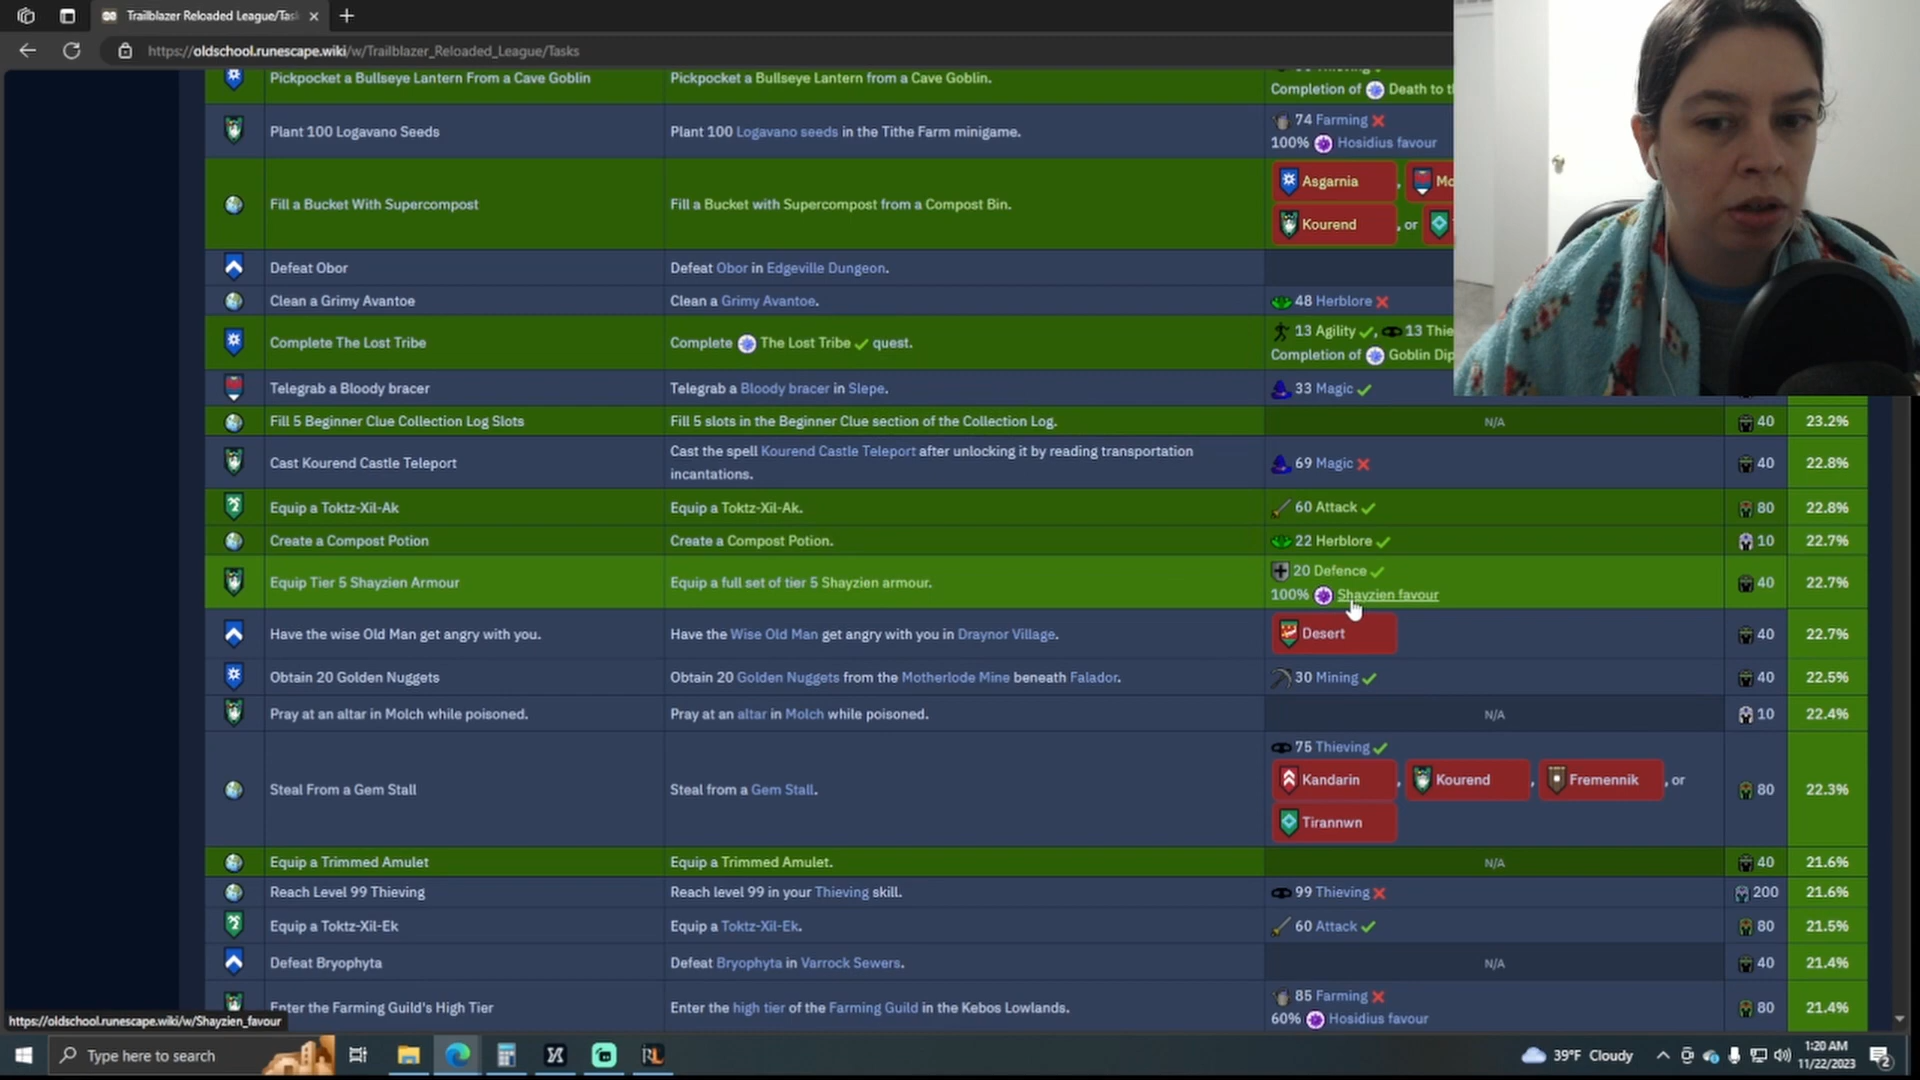 Trailblazer Reloaded League/Tas
https://oldschool.runescape.wiki/w/Trailblazer_Reloaded_League/Tasks
Pickpocket a Bullseye Lantern From a Cave Goblin Pickpocket a Bullseye Lantern from a Cave Goblin.
Completion of Death to t
Plant 100 Logavano Seeds Plant 100 Logavano seeds in the Tithe Farm minigame. 74 Farming
100% Hosidius favour
Asgarnia , Mo
Fill a Bucket With Supercompost Fill a Bucket with Supercompost from a Compost Bin.
Kourend , or
Defeat Obor Defeat Obor in Edgeville Dungeon.
Clean a Grimy Avantoe Clean a Grimy Avantoe. 48 Herblore
Complete The Lost Tribe Complete The Lost Tribe quest. 13 Agility , 13 Thie
Completion of Goblin Dip
Telegrab a Bloody bracer Telegrab a Bloody bracer in Slepe. 33 Magic
Fill 5 Beginner Clue Collection Log Slots Fill 5 slots in the Beginner Clue section of the Collection Log. N/A 40 23.2%
Cast Kourend Castle Teleport Cast the spell Kourend Castle Teleport after unlocking it by reading transportation
incantations. 69 Magic 40 22.8%
Equip a Toktz-Xil-Ak Equip a Toktz-Xil-Ak. 60 Attack 80 22.8%
Create a Compost Potion Create a Compost Potion. 22 Herblore 10 22.7%
Equip Tier 5 Shayzien Armour Equip a full set of tier 5 Shayzien armour. 20 Defence 40 22.7%
100% Shayzien favour
Have the wise Old Man get angry with you. Have the Wise Old Man get angry with you in Draynor Village. Desert 40 22.7%
Obtain 20 Golden Nuggets Obtain 20 Golden Nuggets from the Motherlode Mine beneath Falador. 30 Mining 40 22.5%
Pray at an altar in Molch while poisoned. Pray at an altar in Molch while poisoned. N/A 10 22.4%
75 Thieving
Steal From a Gem Stall Steal from a Gem Stall. Kandarin , Kourend , Fremennik , or 80 22.3%
Tirannwn
Equip a Trimmed Amulet Equip a Trimmed Amulet. N/A 40 21.6%
Reach Level 99 Thieving Reach level 99 in your Thieving skill. 99 Thieving 200 21.6%
Equip a Toktz-Xil-Ek Equip a Toktz-Xil-Ek. 60 Attack 80 21.5%
Defeat Bryophyta Defeat Bryophyta in Varrock Sewers. N/A 40 21.4%
Enter the Farming Guild's High Tier Enter the high tier of the Farming Guild in the Kebos Lowlands. 85 Farming 80 21.4%
60% Hosidius favour
https://oldschool.runescape.wiki/w/Shayzien_favour
Type here to search
39°F Cloudy
1:20 AM
11/22/2023
2